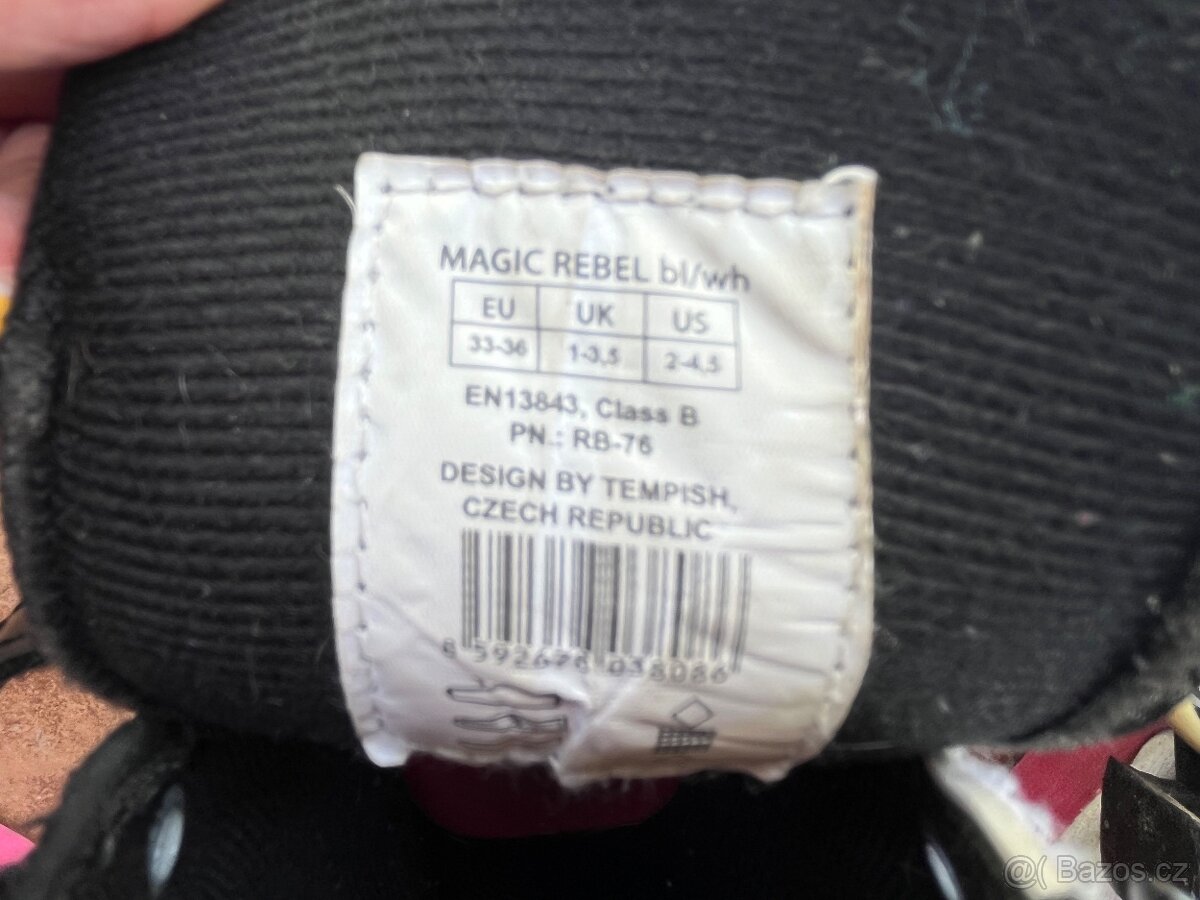 MAGIC REBEL bl/wh
EU UK US
33-36 1-3,5 2-4,5
EN13843, Class B
PN.: RB-76
DESIGN BY TEMPISH,
CZECH REPUBLIC
8 592678 038086
@( Bazos.cz